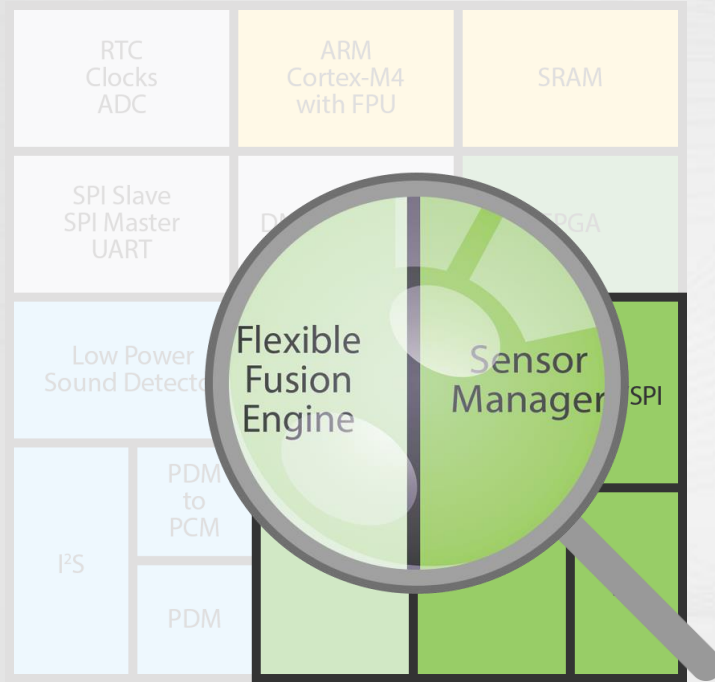 RTC
Clocks
ADC
ARM
Cortex-M4
with FPU
SRAM
SPI Slave
SPI Master
UART
Flexible
Fusion
Engine
Sensor
Manager
SPI
Low Power
Sound
I²S
PDM
to
PCM
PDM